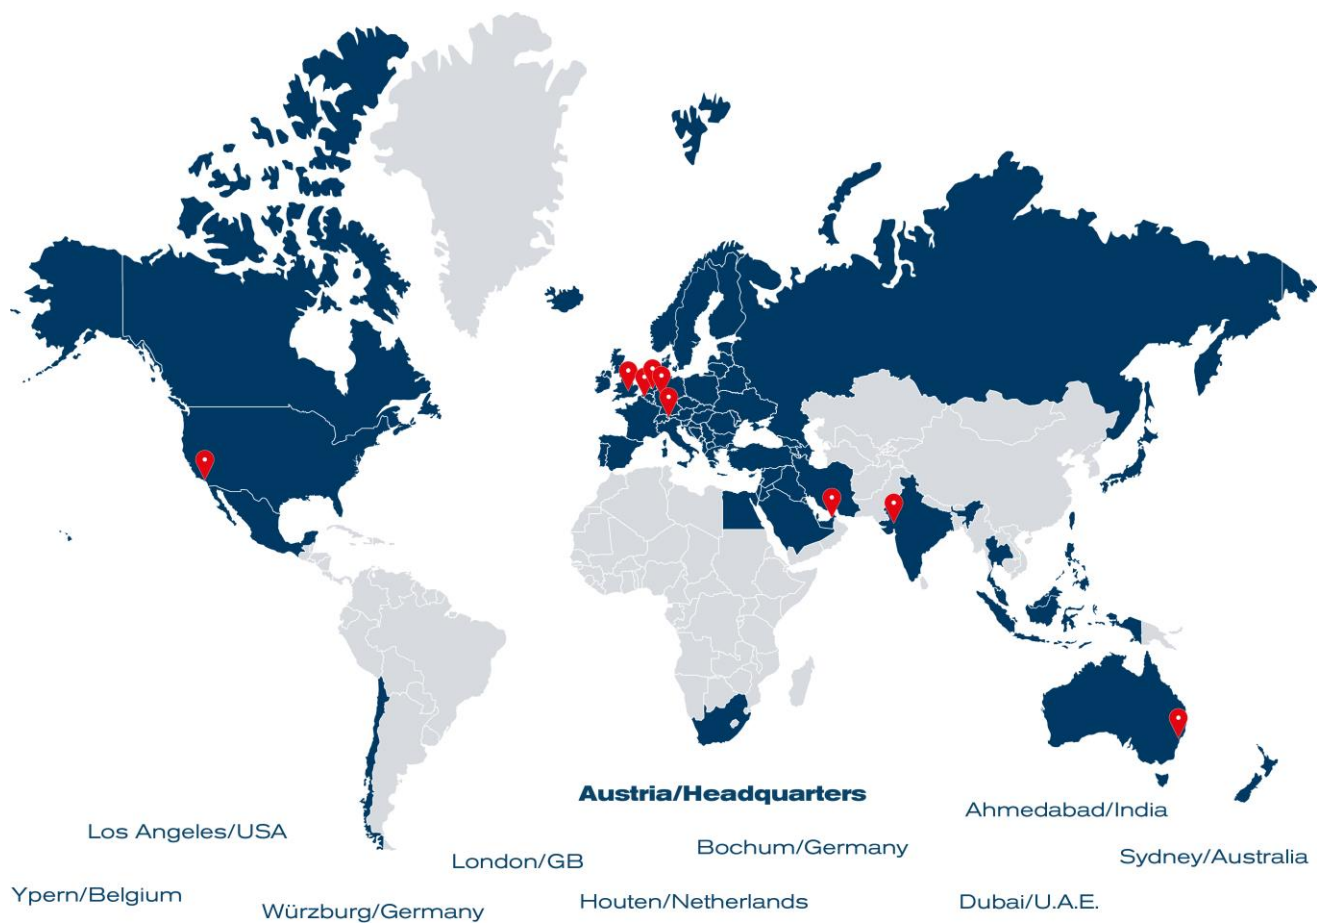 Austria/Headquarters
Ahmedabad/India
Los Angeles/USA
Bochum/Germany
London/GB
Sydney/Australia
Ypern/Belgium
Houten/Netherlands
Dubai/U.A.E.
Würzburg/Germany